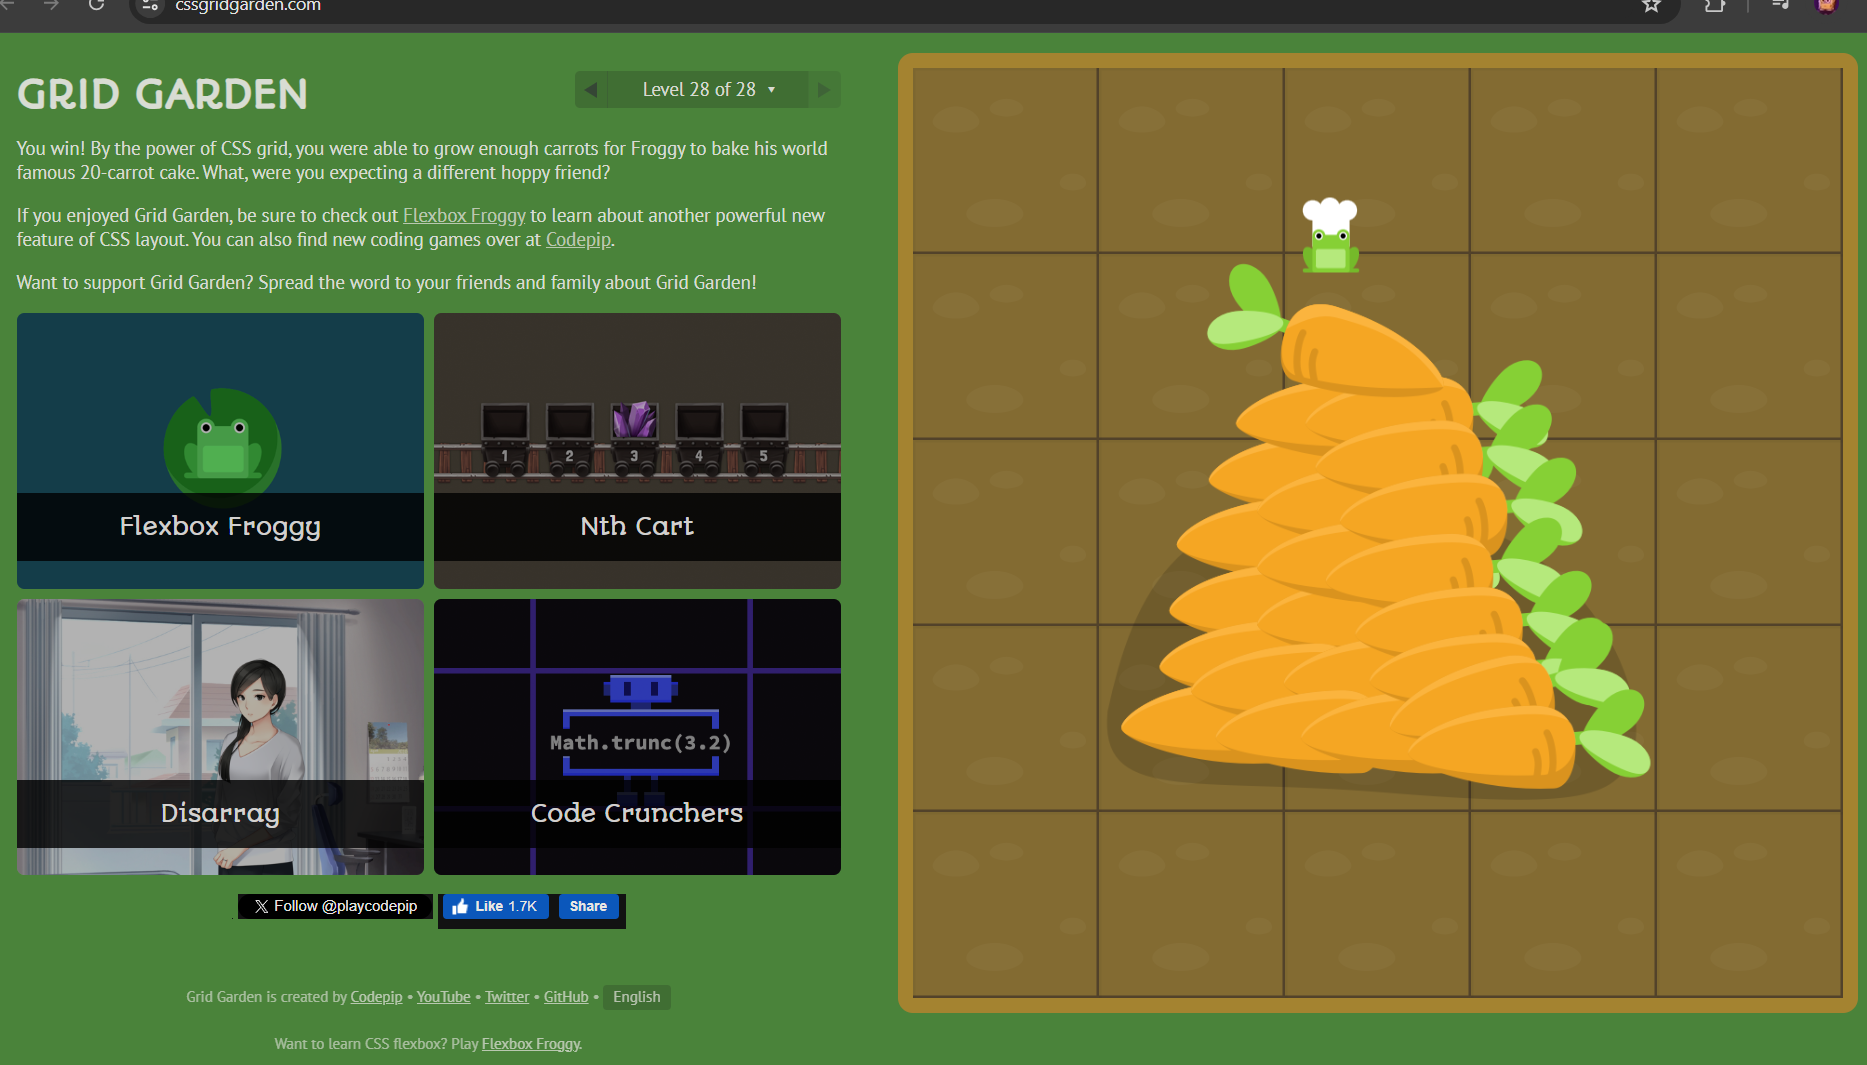 cssgridgarden.com
GRID GARDEN
Level 28 of 28
You win! By the power of CSS grid, you were able to grow enough carrots for Froggy to bake his world
famous 20-carrot cake. What, were you expecting a different hoppy friend?
If you enjoyed Grid Garden, be sure to check out Flexbox Froggy to learn about another powerful new
feature of CSS layout. You can also find new coding games over at Codepip.
Want to support Grid Garden? Spread the word to your friends and family about Grid Garden!
Flexbox Froggy
1 2 3 4 5
Nth Cart
Disarray
Math.trunc(3.2)
Code Crunchers
Follow @playcodepip
Like 1.7K
Share
Grid Garden is created by Codepip • YouTube • Twitter • GitHub • English
Want to learn CSS flexbox? Play Flexbox Froggy.